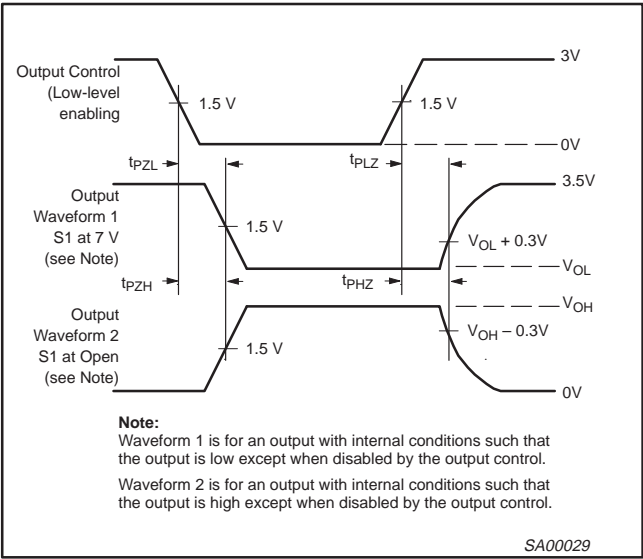 Output Control
(Low-level
enabling
1.5 V
1.5 V
3V
0V
tPZL
tPLZ
Output
Waveform 1
S1 at 7 V
(see Note)
1.5 V
3.5V
VOL + 0.3V
VOL
tPZH
tPHZ
VOH
Output
Waveform 2
S1 at Open
(see Note)
1.5 V
VOH – 0.3V
0V
Note:
Waveform 1 is for an output with internal conditions such that
the output is low except when disabled by the output control.
Waveform 2 is for an output with internal conditions such that
the output is high except when disabled by the output control.
SA00029